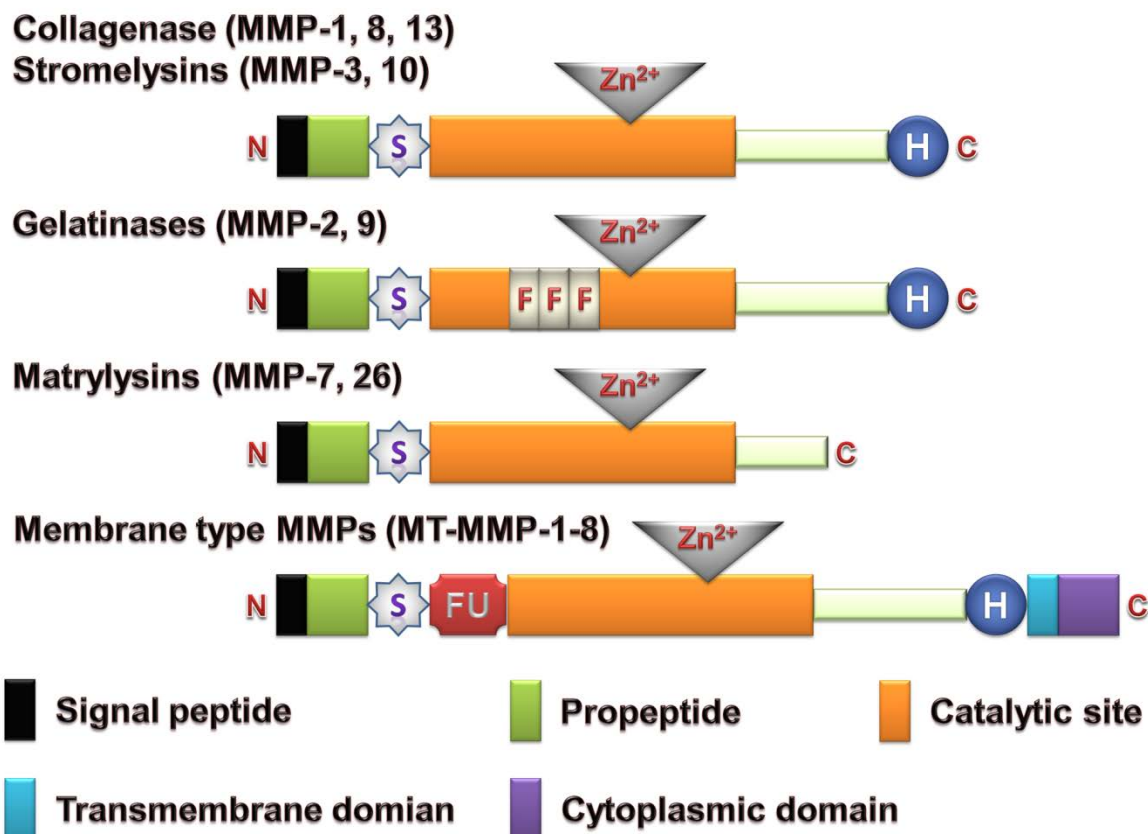 Collagenase (MMP-1, 8, 13)
Stromelysins (MMP-3, 10)
Zn²⁺
N S H C
Gelatinases (MMP-2, 9)
Zn²⁺
N S F F F H C
Matrylysins (MMP-7, 26)
Zn²⁺
N S C
Membrane type MMPs (MT-MMP-1-8)
Zn²⁺
N S FU H C
Signal peptide Propeptide Catalytic site
Transmembrane domian Cytoplasmic domain